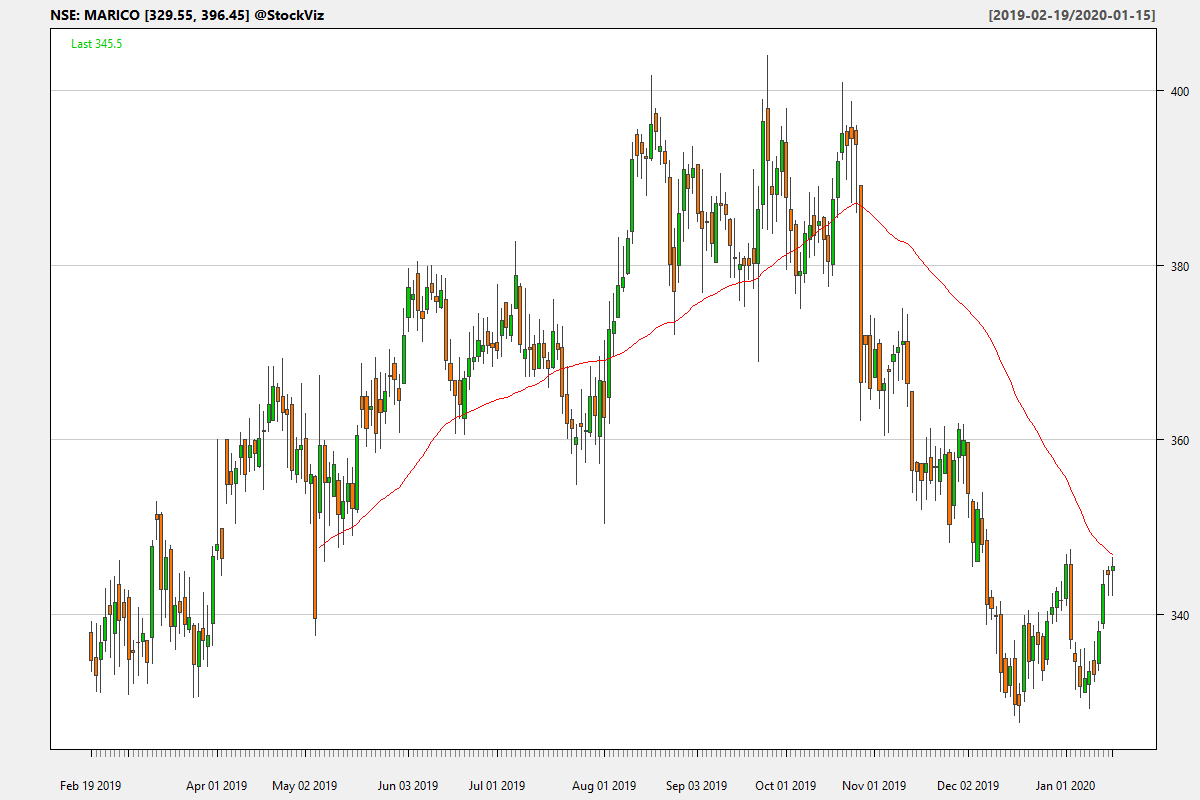 NSE: MARICO [329.55, 396.45] @StockViz [2019-02-19/2020-01-15]
Last 345.5
400
380
360
340
Feb 19 2019 Apr 01 2019 May 02 2019 Jun 03 2019 Jul 01 2019 Aug 01 2019 Sep 03 2019 Oct 01 2019 Nov 01 2019 Dec 02 2019 Jan 01 2020